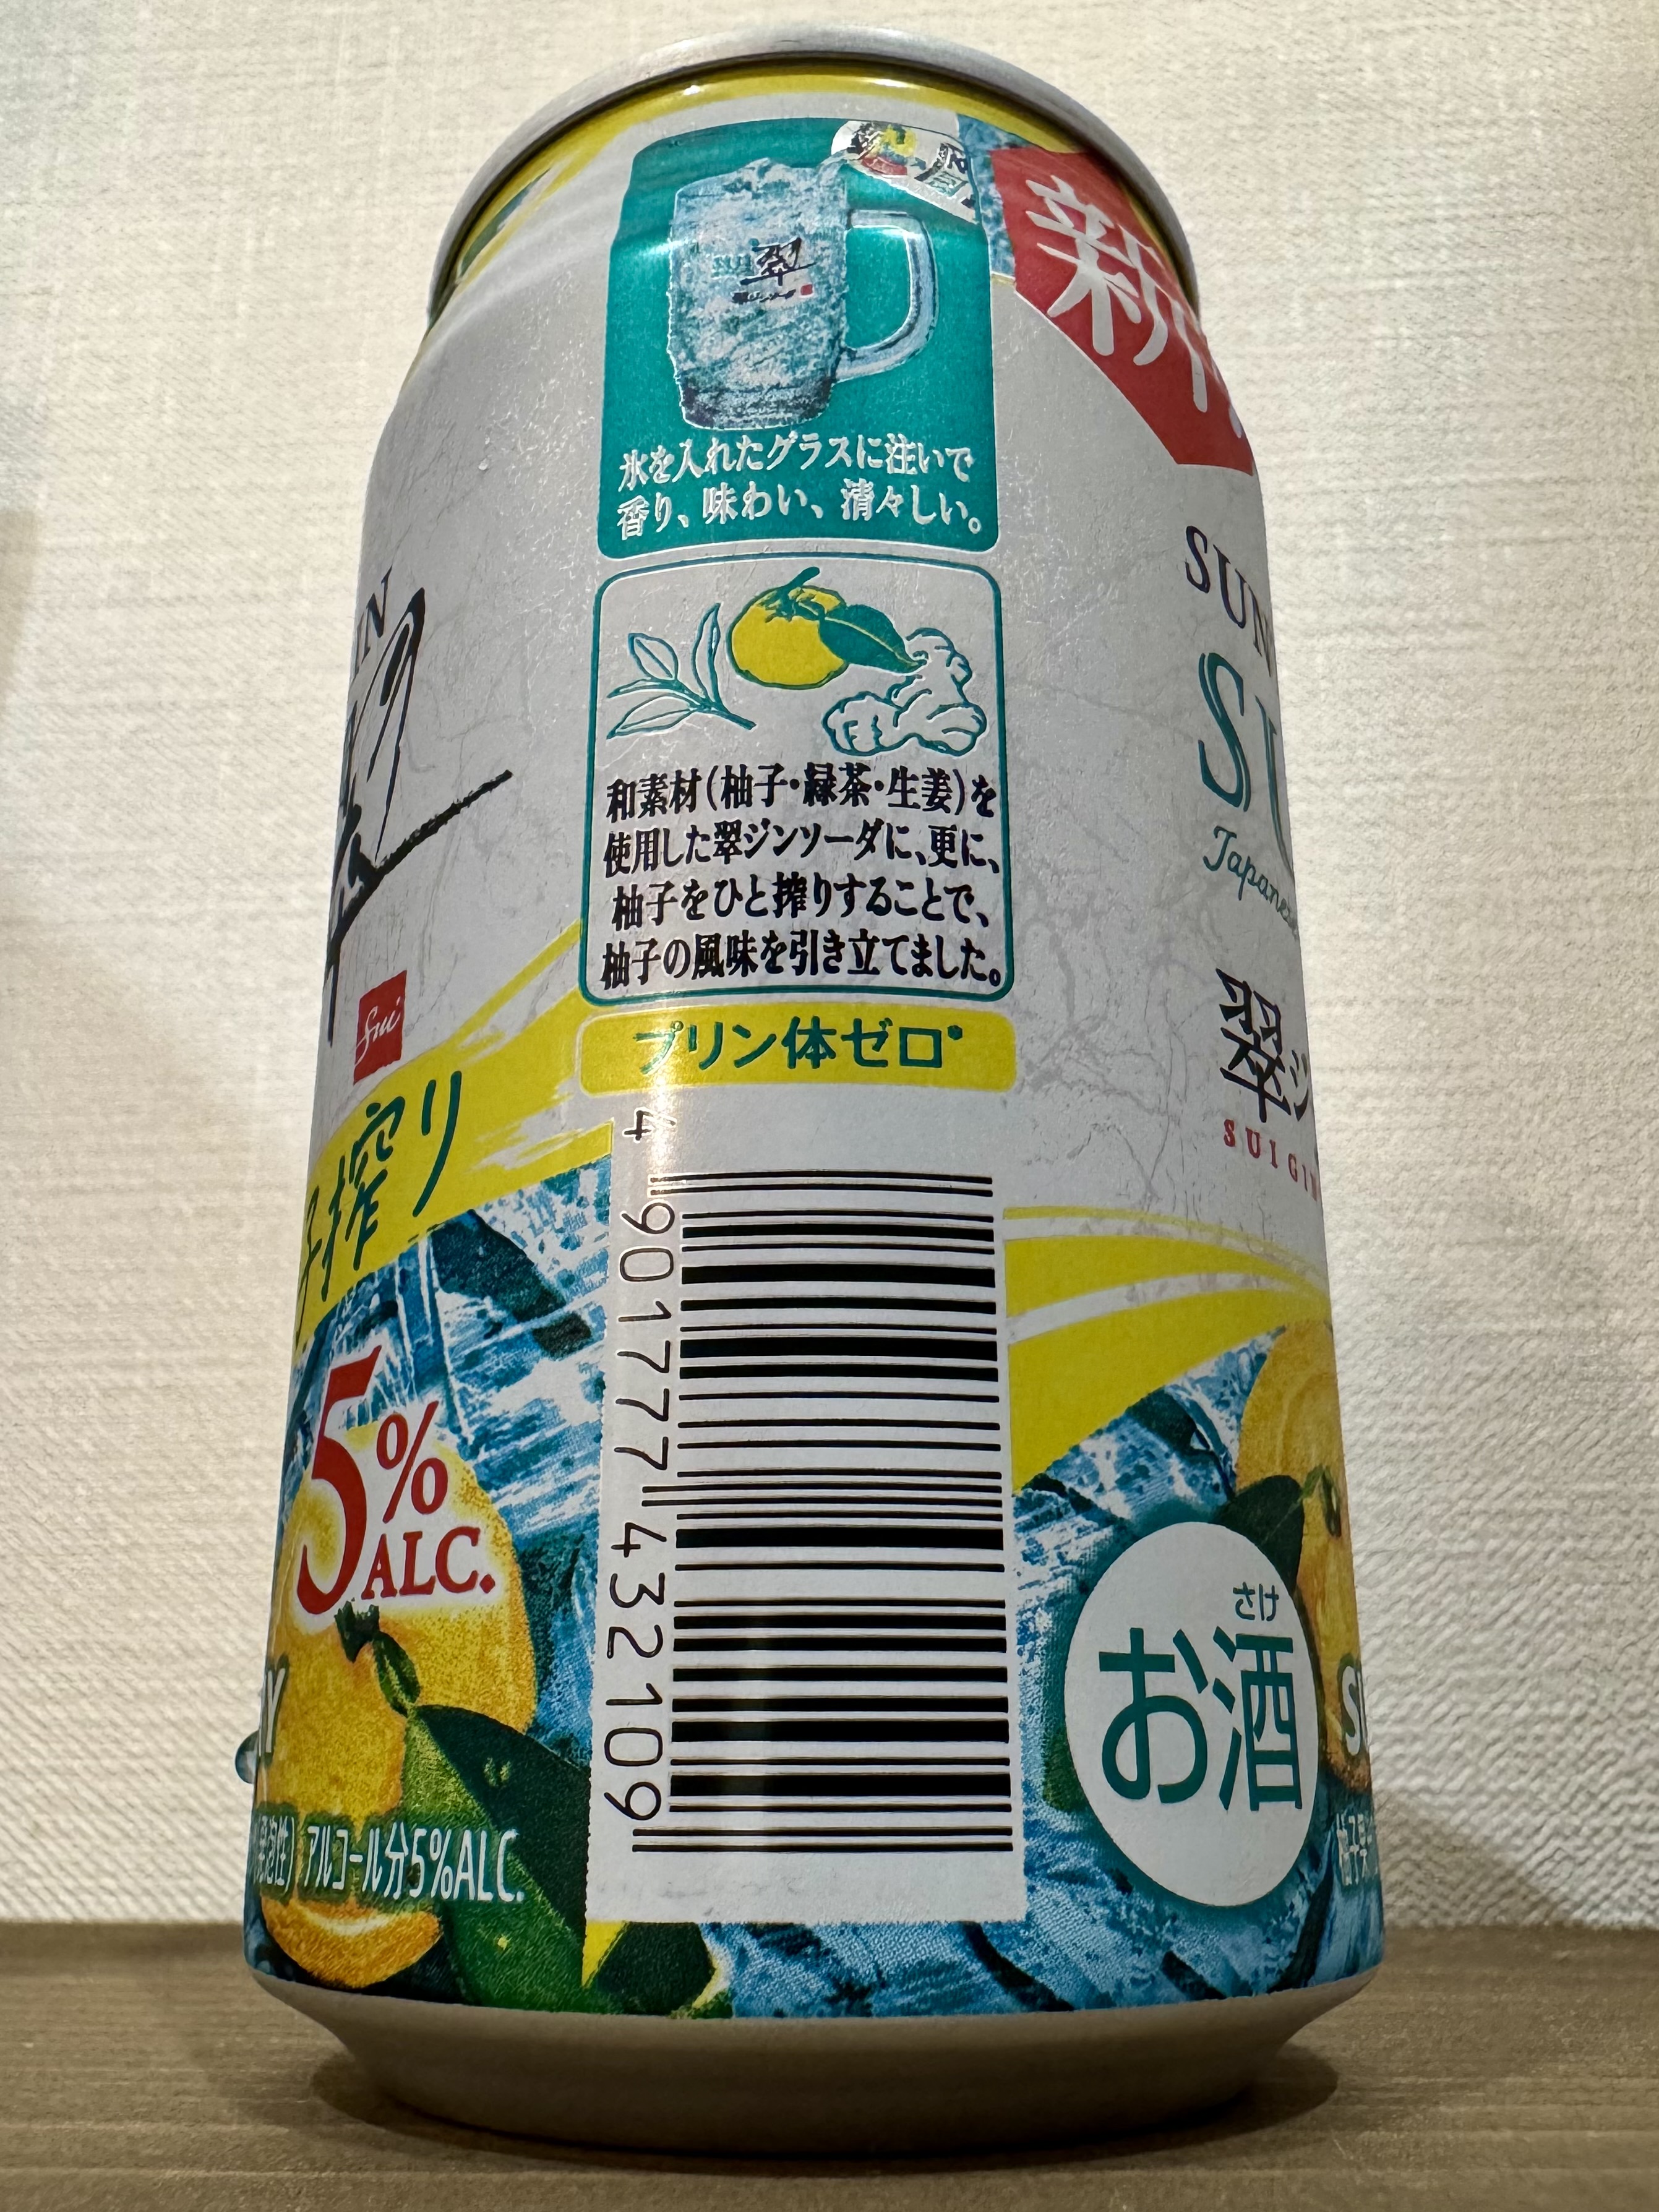 SUI 翠
氷を入れたグラスに注いで
香り、味わい、清々しい。
和素材(柚子・緑茶・生姜)を
使用した翠ジンソーダに、更に、
柚子をひと搾りすることで、
柚子の風味を引き立てました。
プリン体ゼロ*
4 901777 432109
Sui
搾り
5%
ALC.
アルコール分5%ALC.
新
SUN
SU
Japanes
翠ジ
SUI GIN
さけ
お酒